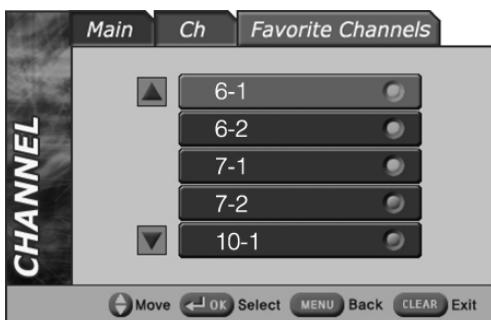 Main Ch Favorite Channels
CHANNEL
6-1
6-2
7-1
7-2
10-1
Move OK Select MENU Back CLEAR Exit